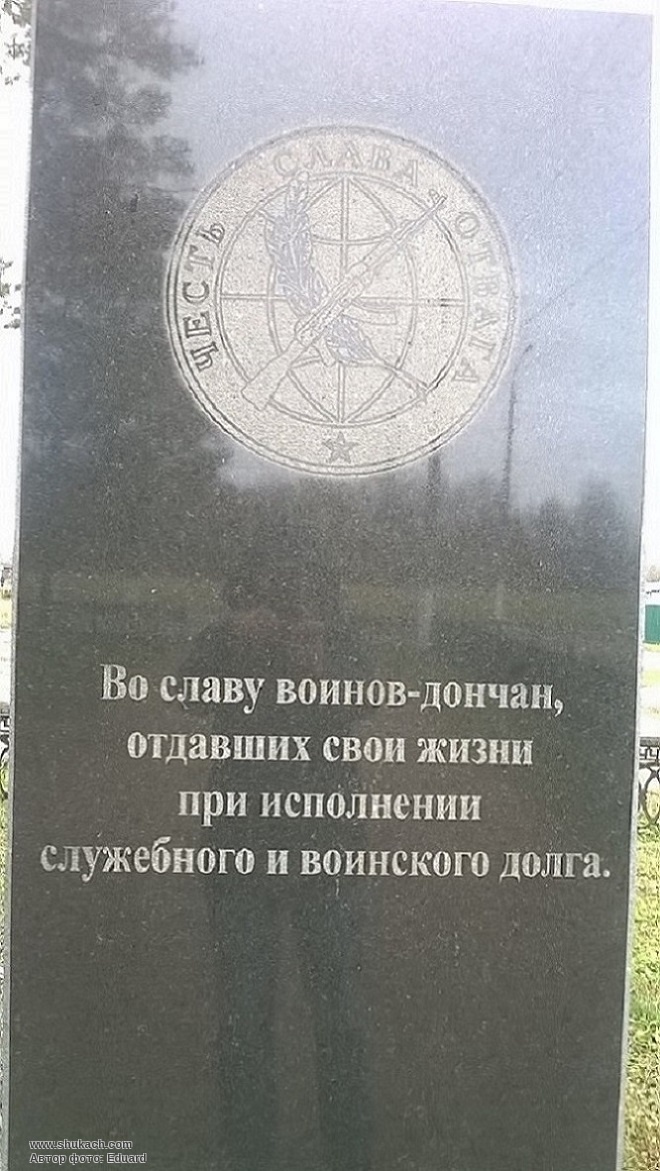 ЧЕСТЬ СЛАВА ОТВАГА
Во славу воинов-дончан,
отдавших свои жизни
при исполнении
служебного и воинского долга.
www.shukach.com
Автор фото: Eduard